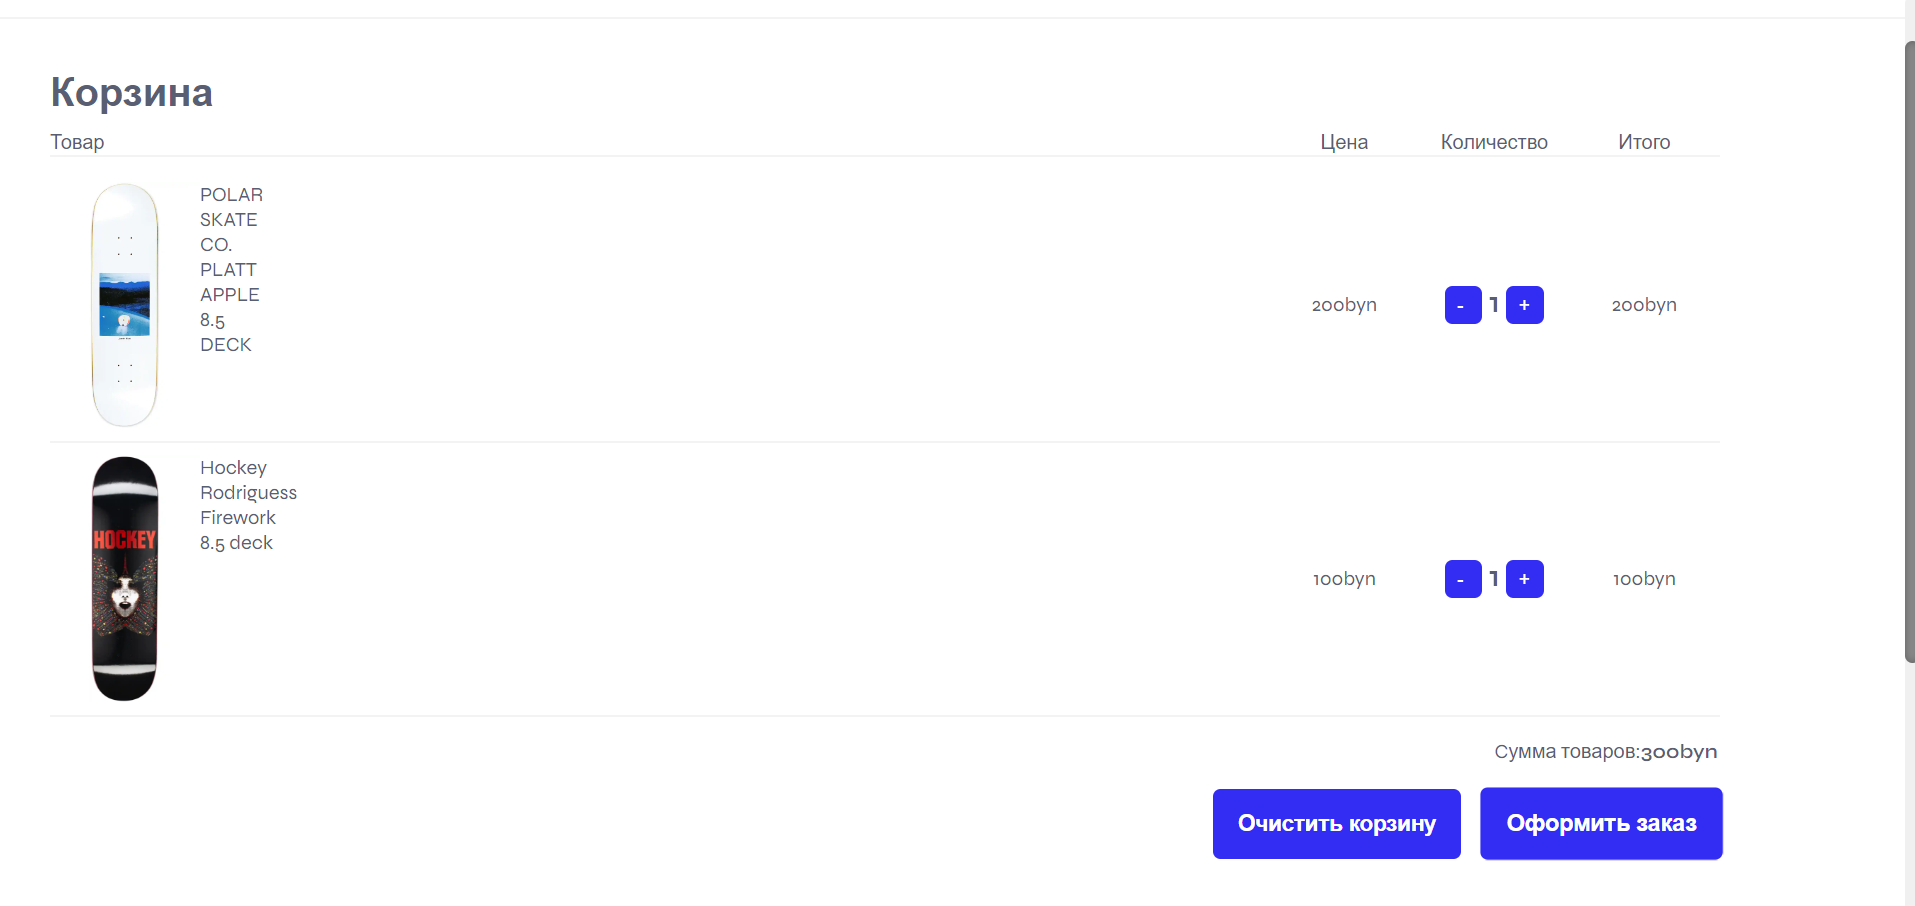 Корзина
Товар Цена Количество Итого
POLAR
SKATE
CO.
PLATT
APPLE
8.5
DECK
200byn - 1 + 200byn
HOCKEY
Hockey
Rodriguess
Firework
8.5 deck
100byn - 1 + 100byn
Сумма товаров:300byn
Очистить корзину Оформить заказ